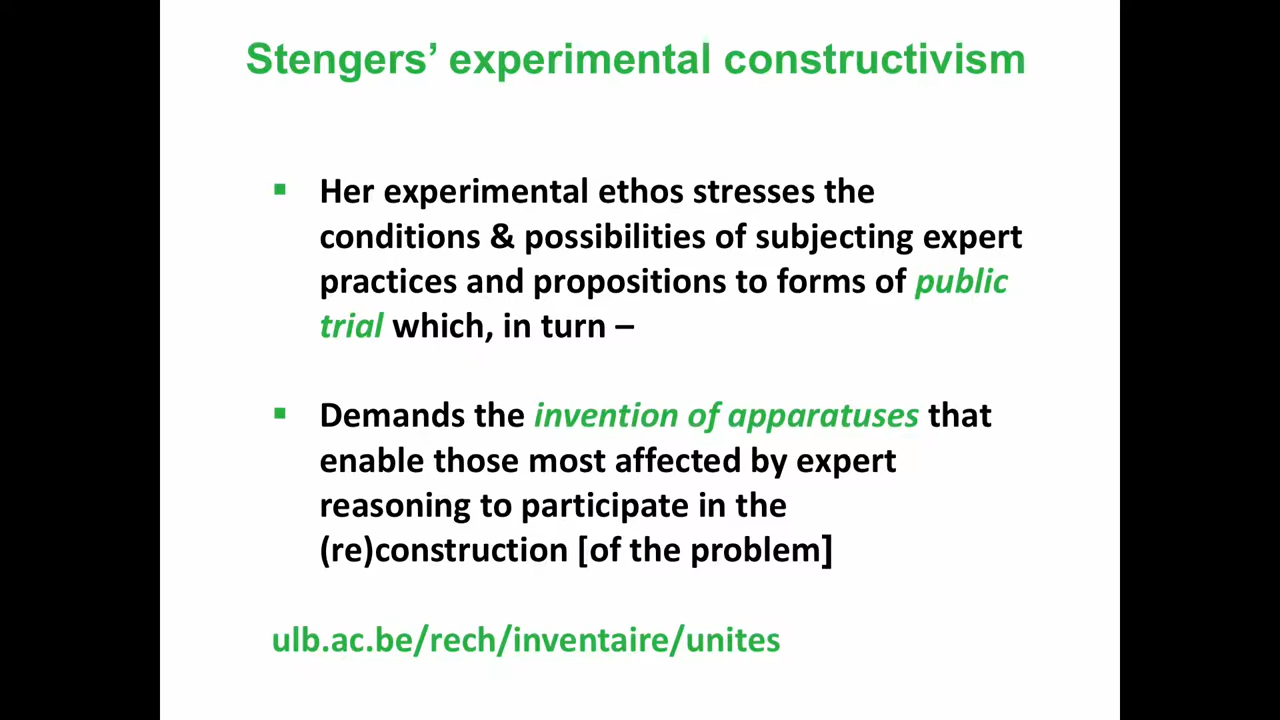 Stengers’ experimental constructivism
▪ Her experimental ethos stresses the
conditions & possibilities of subjecting expert
practices and propositions to forms of public
trial which, in turn –
▪ Demands the invention of apparatuses that
enable those most affected by expert
reasoning to participate in the
(re)construction [of the problem]
ulb.ac.be/rech/inventaire/unites